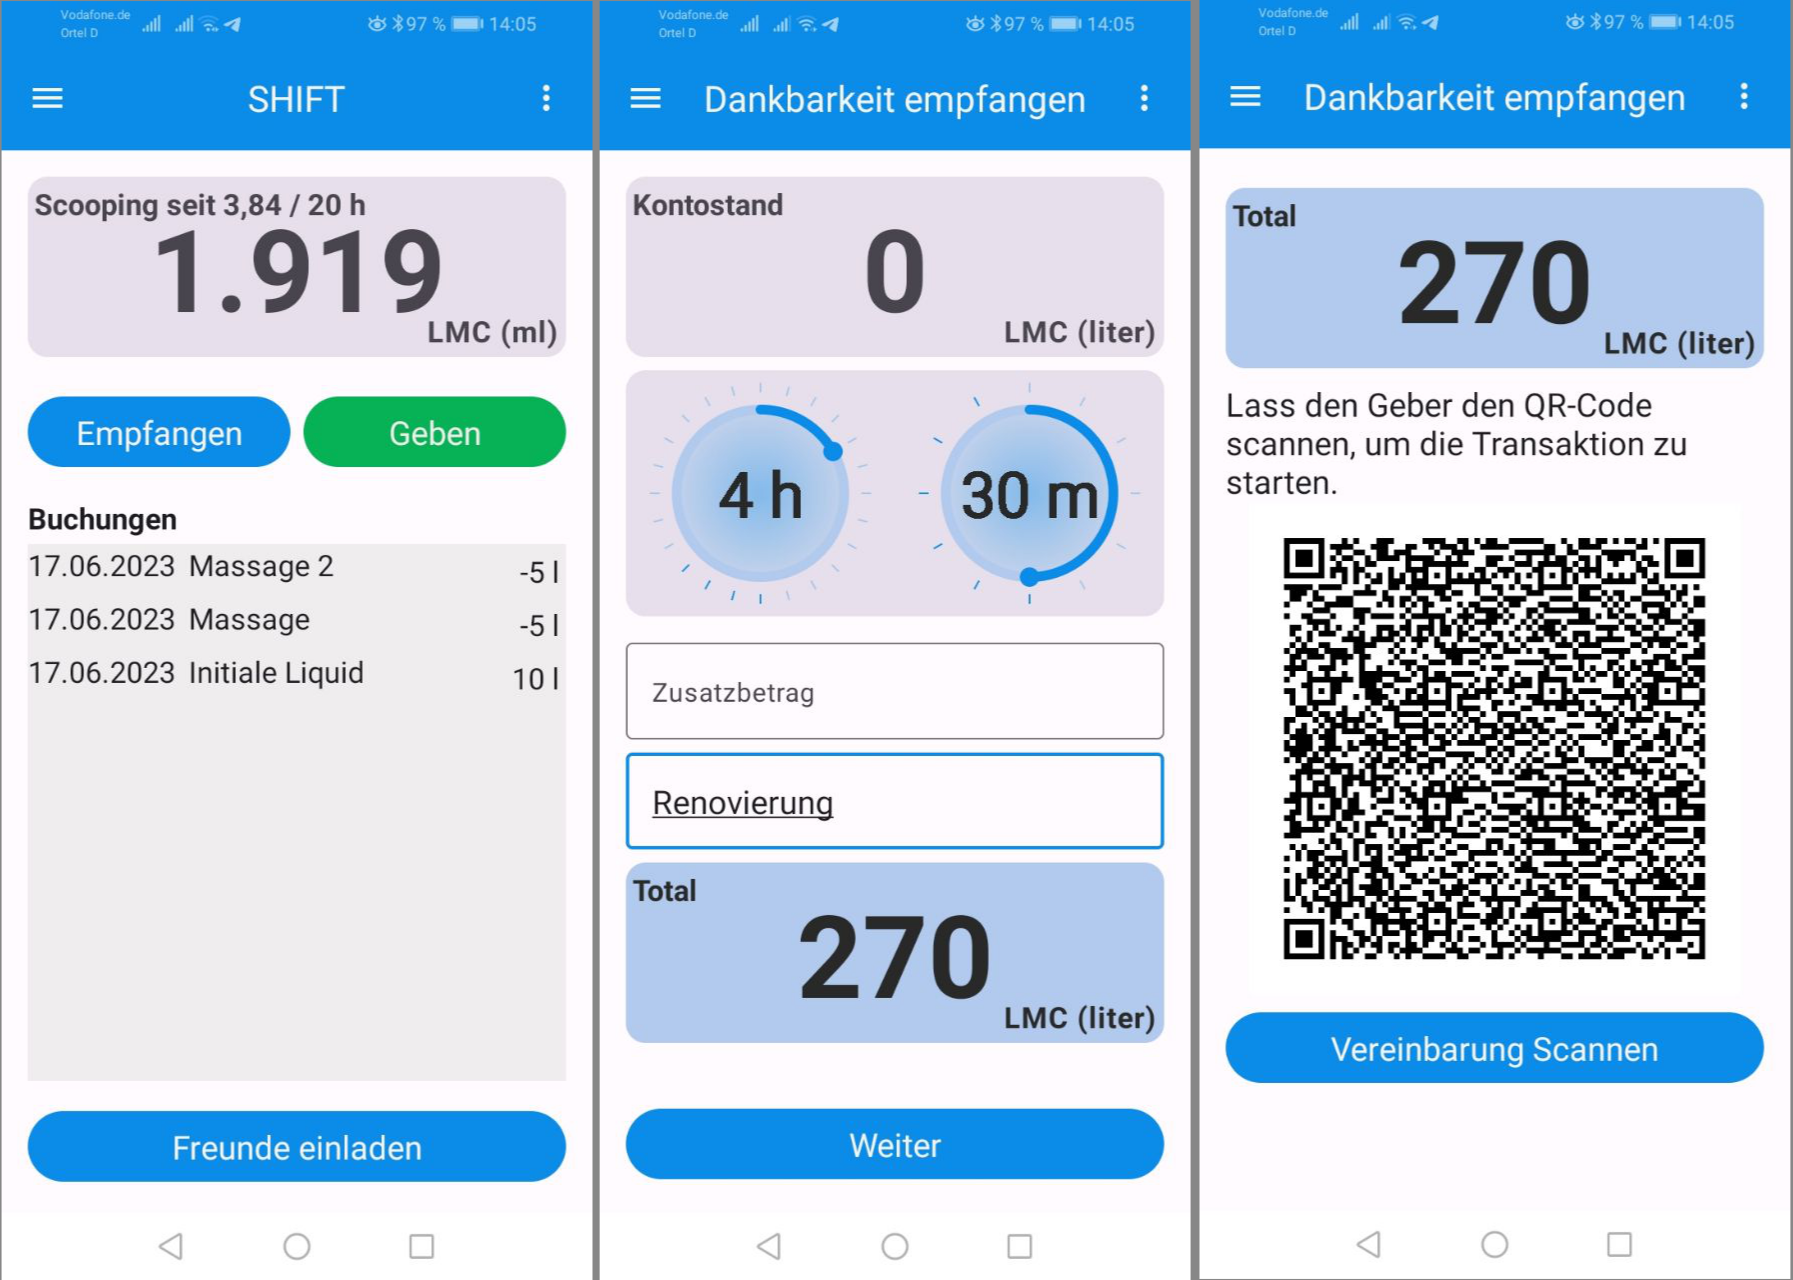 Vodafone.de
Ortel D
97 % 14:05
SHIFT
Scooping seit 3,84 / 20 h
1.919
LMC (ml)
Empfangen Geben
Buchungen
17.06.2023 Massage 2 -5 l
17.06.2023 Massage -5 l
17.06.2023 Initiale Liquid 10 l
Freunde einladen
Vodafone.de
Ortel D
97 % 14:05
Dankbarkeit empfangen
Kontostand
0
LMC (liter)
4 h 30 m
Zusatzbetrag
Renovierung
Total
270
LMC (liter)
Weiter
Vodafone.de
Ortel D
97 % 14:05
Dankbarkeit empfangen
Total
270
LMC (liter)
Lass den Geber den QR-Code
scannen, um die Transaktion zu
starten.
Vereinbarung Scannen